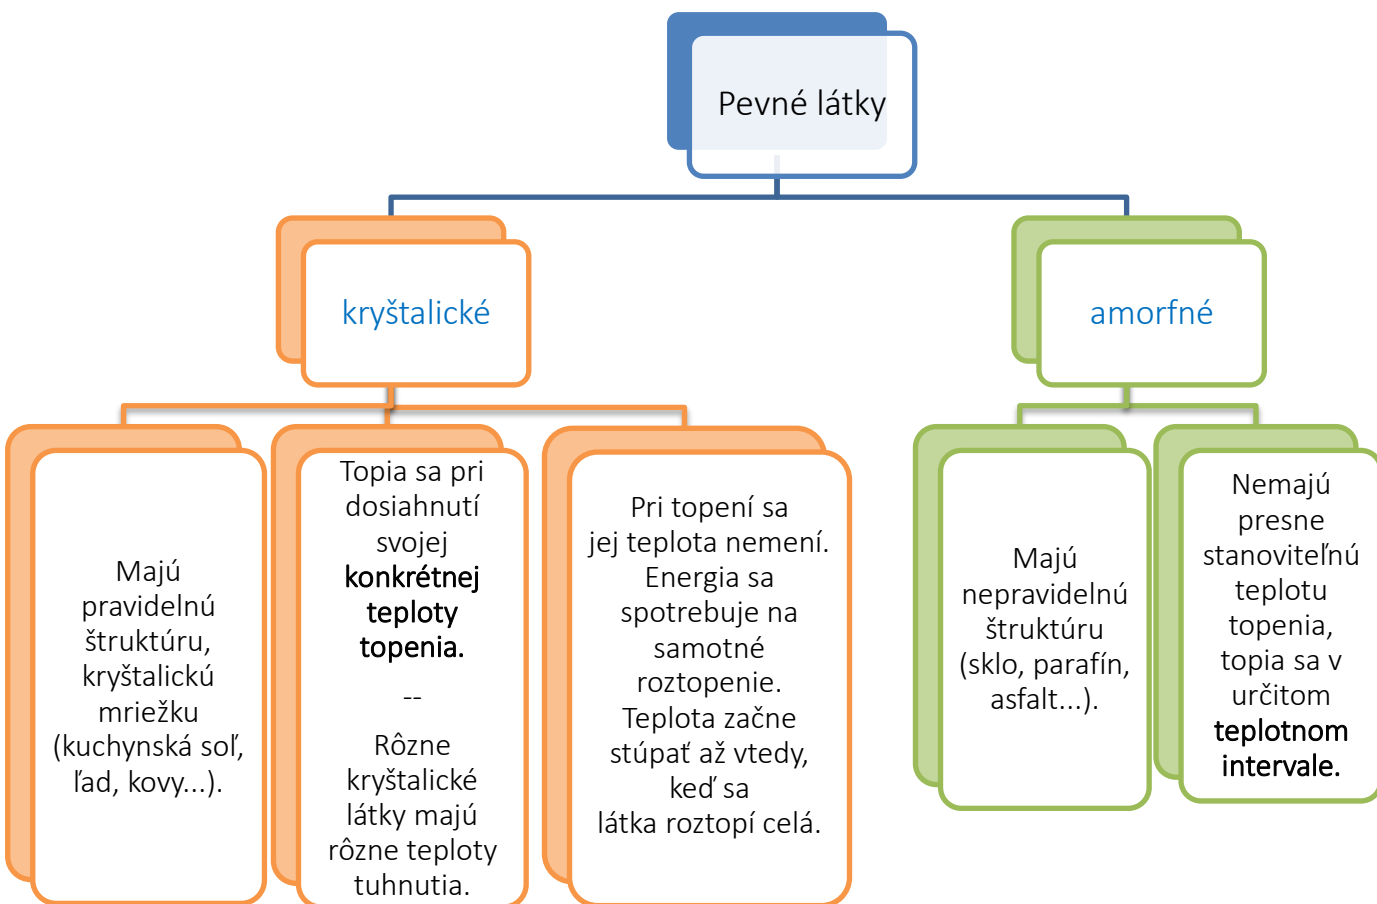 Pevné látky
kryštalické
amorfné
Majú
pravidelnú
štruktúru,
kryštalickú
mriežku
(kuchynská soľ,
ľad, kovy...).
Topia sa pri
dosiahnutí
svojej
konkrétnej
teploty
topenia.
--
Rôzne
kryštalické
látky majú
rôzne teploty
tuhnutia.
Pri topení sa
jej teplota nemení.
Energia sa
spotrebuje na
samotné
roztopenie.
Teplota začne
stúpať až vtedy,
keď sa
látka roztopí celá.
Majú
nepravidelnú
štruktúru
(sklo, parafín,
asfalt...).
Nemajú
presne
stanoviteľnú
teplotu
topenia,
topia sa v
určitom
teplotnom
intervale.